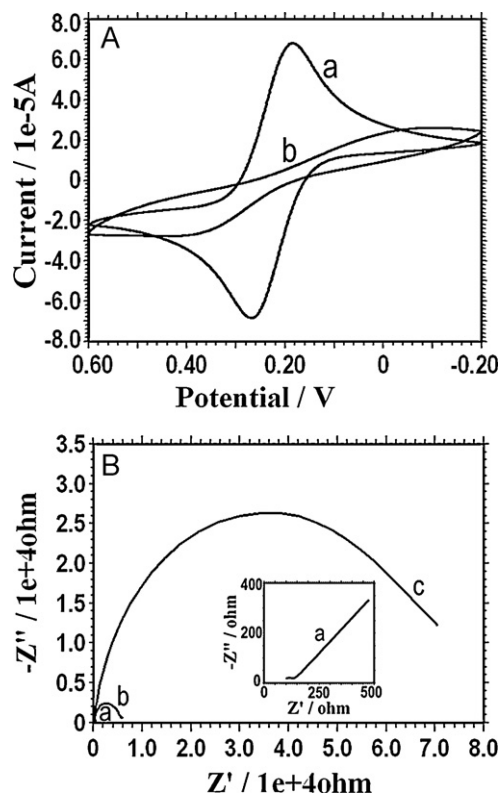 A
8.0
6.0
4.0
2.0
0
-2.0
-4.0
-6.0
-8.0
Current / 1e-5A
a
b
0.60 0.40 0.20 0 -0.20
Potential / V
B
3.5
3.0
2.5
2.0
1.5
1.0
0.5
0
-Z" / 1e+4ohm
c
b
a
400
200
0
-Z" / ohm
a
0 250 500
Z' / ohm
0 1.0 2.0 3.0 4.0 5.0 6.0 7.0 8.0
Z' / 1e+4ohm